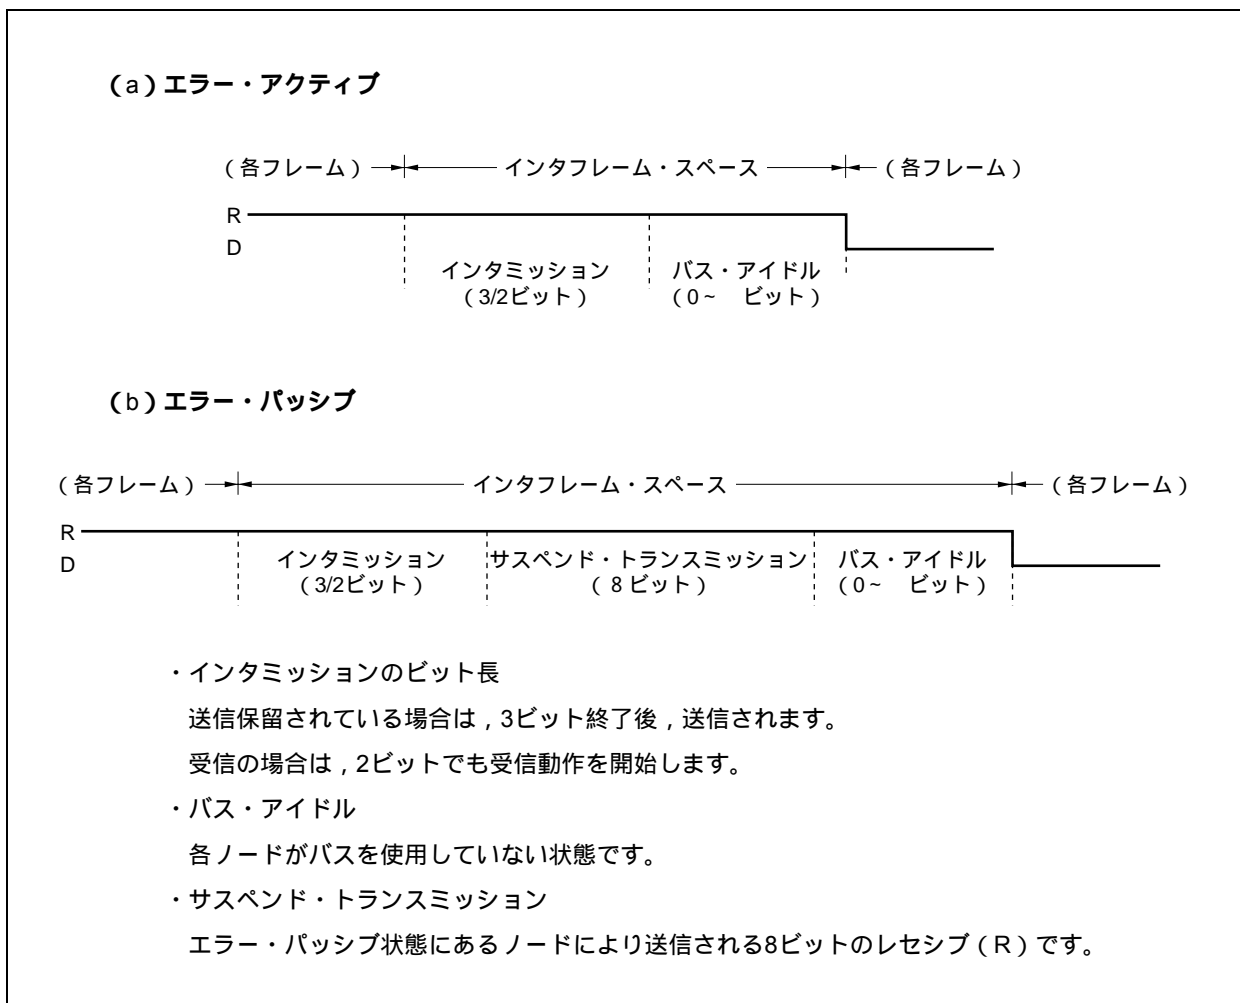 (a)エラー・アクティブ
(各フレーム) インタフレーム・スペース (各フレーム)
R
D
インタミッション バス・アイドル
(3/2ビット) (0~ ビット)
(b)エラー・パッシブ
(各フレーム) インタフレーム・スペース (各フレーム)
R
D
インタミッション サスペンド・トランスミッション バス・アイドル
(3/2ビット) (8ビット) (0~ ビット)
・インタミッションのビット長
送信保留されている場合は,3ビット終了後,送信されます。
受信の場合は,2ビットでも受信動作を開始します。
・バス・アイドル
各ノードがバスを使用していない状態です。
・サスペンド・トランスミッション
エラー・パッシブ状態にあるノードにより送信される8ビットのレセシブ(R)です。